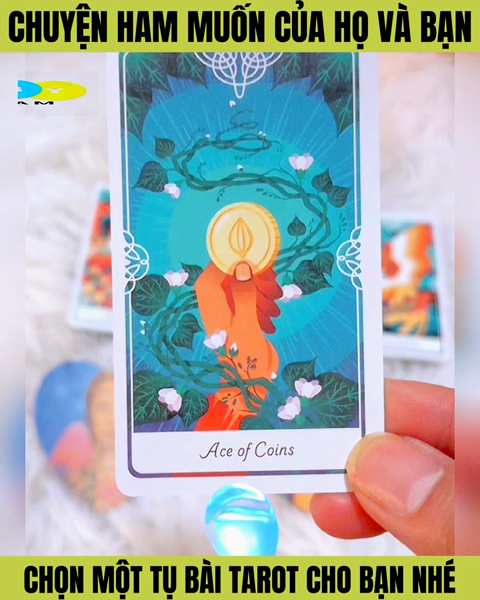 CHUYỆN HAM MUỐN CỦA HỌ VÀ BẠN
Ace of Coins
CHỌN MỘT TỤ BÀI TAROT CHO BẠN NHÉ